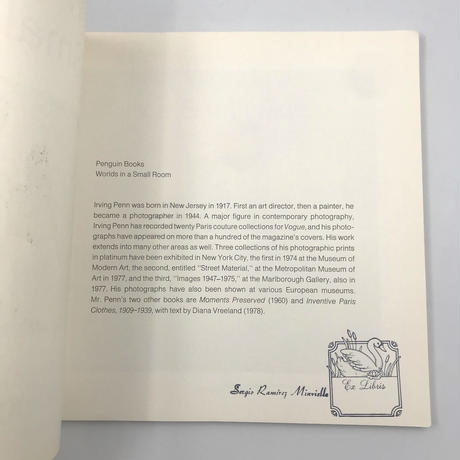 Penguin Books
Worlds in a Small Room
Irving Penn was born in New Jersey in 1917. First an art director, then a painter, he
became a photographer in 1944. A major figure in contemporary photography,
Irving Penn has recorded twenty Paris couture collections for Vogue, and his photo-
graphs have appeared on more than a hundred of the magazine's covers. His work
extends into many other areas as well. Three collections of his photographic prints
in platinum have been exhibited in New York City, the first in 1974 at the Museum of
Modern Art, the second, entitled "Street Material," at the Metropolitan Museum of
Art in 1977, and the third, "Images 1947–1975," at the Marlborough Gallery, also in
1977. His photographs have also been shown at various European museums.
Mr. Penn's two other books are Moments Preserved (1960) and Inventive Paris
Clothes, 1909–1939, with text by Diana Vreeland (1978).
Ex Libris
Sergio Ramírez Minvielle